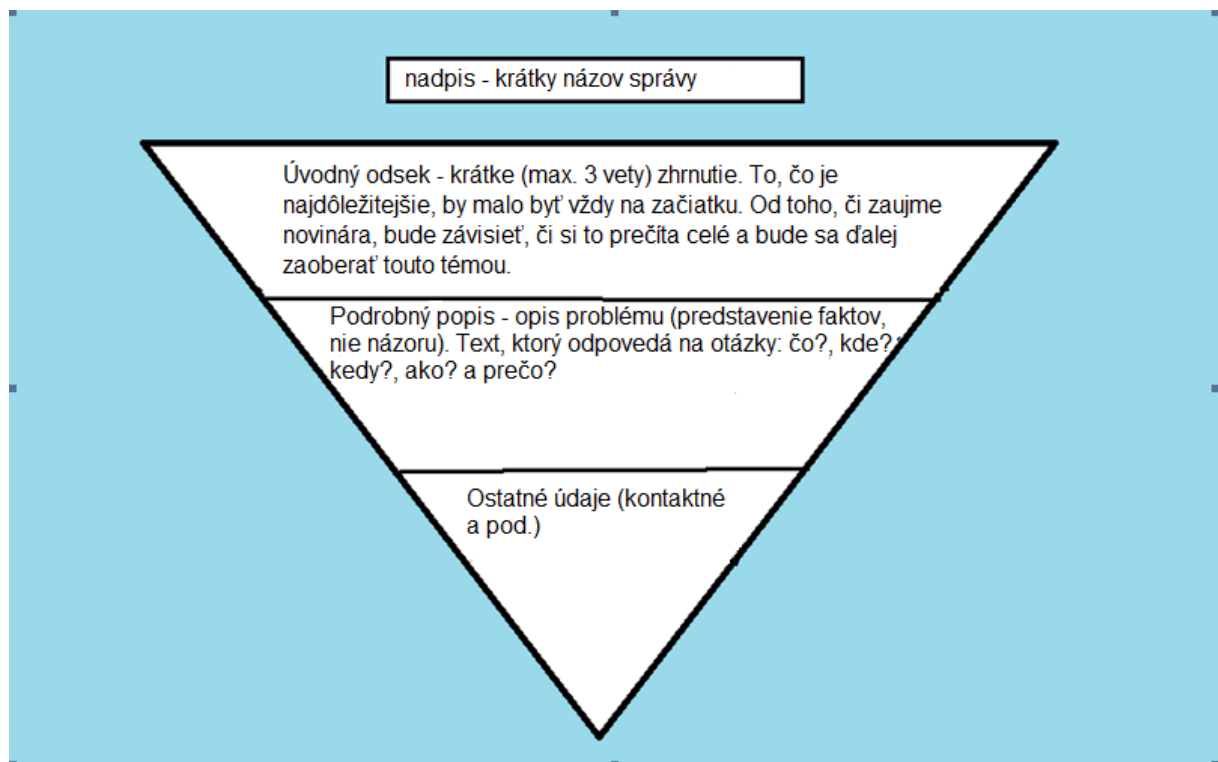 nadpis - krátky názov správy
Úvodný odsek - krátke (max. 3 vety) zhrnutie. To, čo je
najdôležitejšie, by malo byť vždy na začiatku. Od toho, či zaujme
novinára, bude závisieť, či si to prečíta celé a bude sa ďalej
zaoberať touto témou.
Podrobný popis - opis problému (predstavenie faktov,
nie názoru). Text, ktorý odpovedá na otázky: čo?, kde?,
kedy?, ako? a prečo?
Ostatné údaje (kontaktné
a pod.)